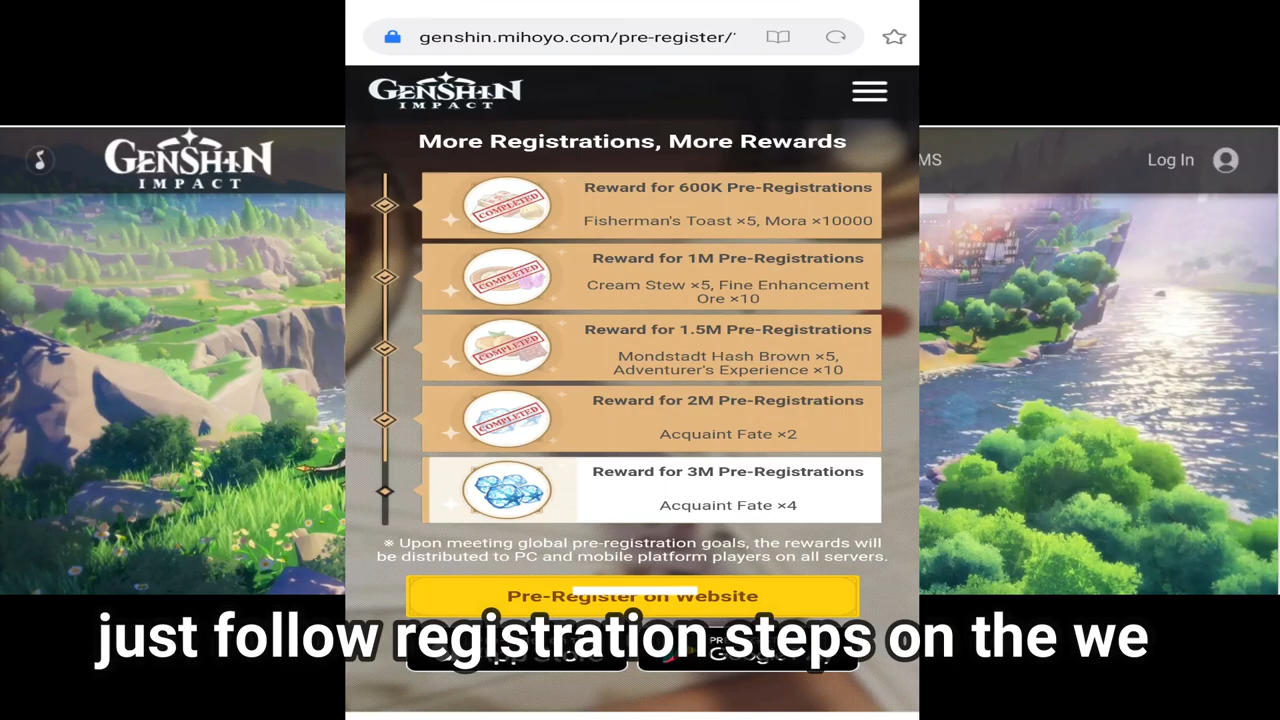 genshin.mihoyo.com/pre-register/
GENSHIN
IMPACT
GENSHIN
IMPACT
MS
Log In
More Registrations, More Rewards
COMPLETED
Reward for 600K Pre-Registrations
Fisherman's Toast ×5, Mora ×10000
COMPLETED
Reward for 1M Pre-Registrations
Cream Stew ×5, Fine Enhancement
Ore ×10
COMPLETED
Reward for 1.5M Pre-Registrations
Mondstadt Hash Brown ×5,
Adventurer's Experience ×10
COMPLETED
Reward for 2M Pre-Registrations
Acquaint Fate ×2
Reward for 3M Pre-Registrations
Acquaint Fate ×4
※ Upon meeting global pre-registration goals, the rewards will
be distributed to PC and mobile platform players on all servers.
Pre-Register on Website
just follow registration steps on the we